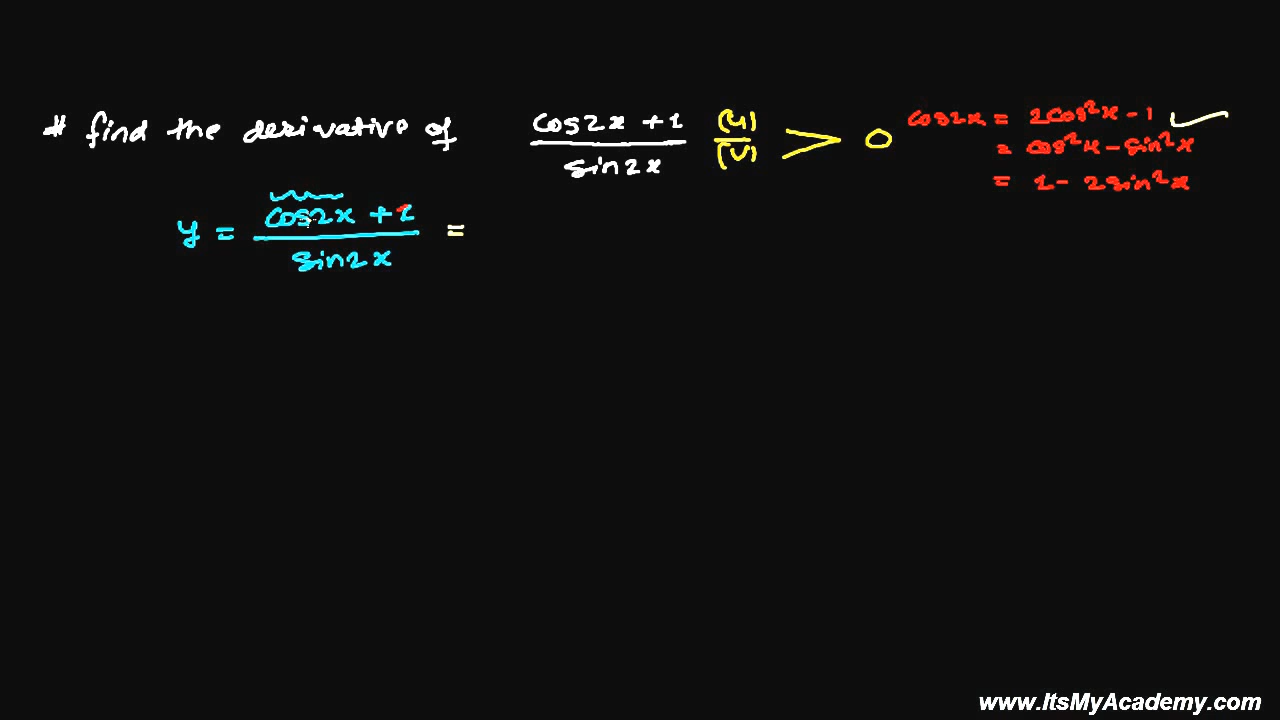 # find the derivative of (cos2x + 1)/(sin2x) (u)/(v) > 0
cos2x = 2cos²x - 1 ✓
= cos²x - sin²x
= 1 - 2sin²x
y = (cos2x + 1)/(sin2x) =
www.ItsMyAcademy.com